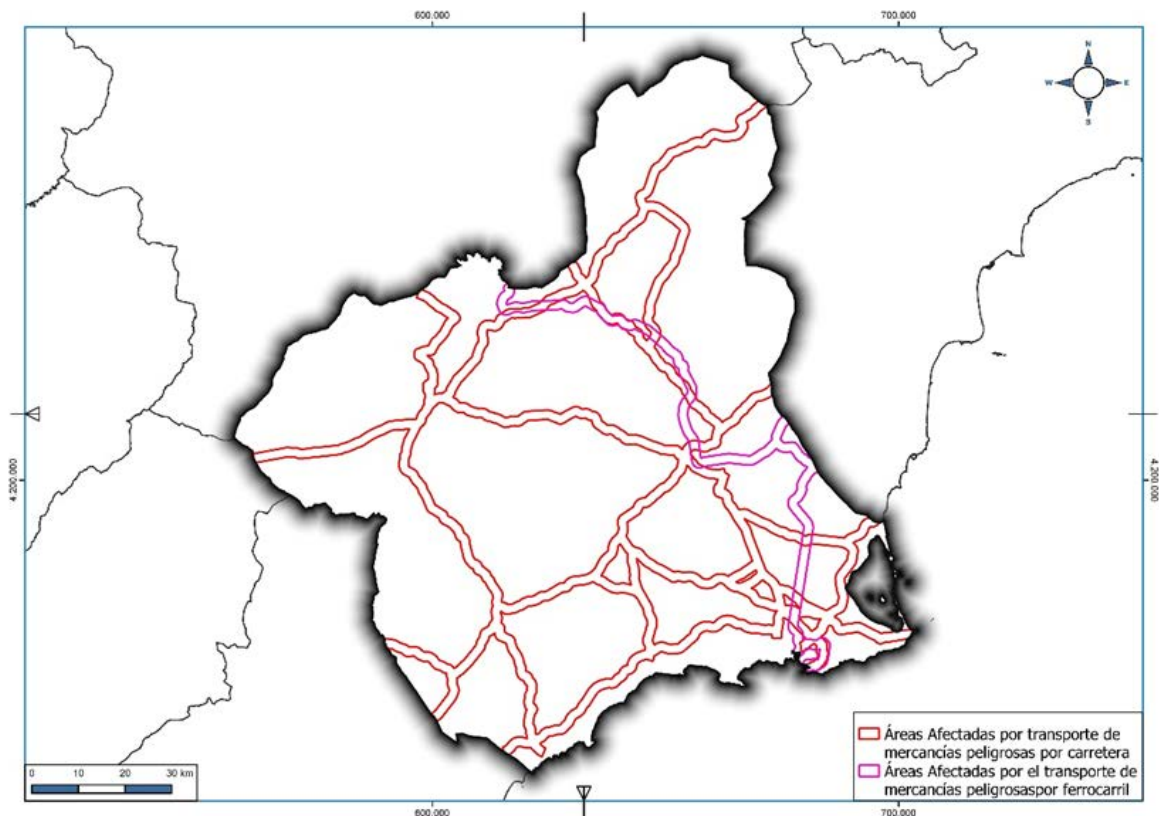 600.000
700.000
N
W
E
S
4.200.000
4.200.000
Áreas Afectadas por transporte de
mercancías peligrosas por carretera
Áreas Afectadas por el transporte de
mercancías peligrosaspor ferrocarril
0 10 20 30 km
600.000
700.000